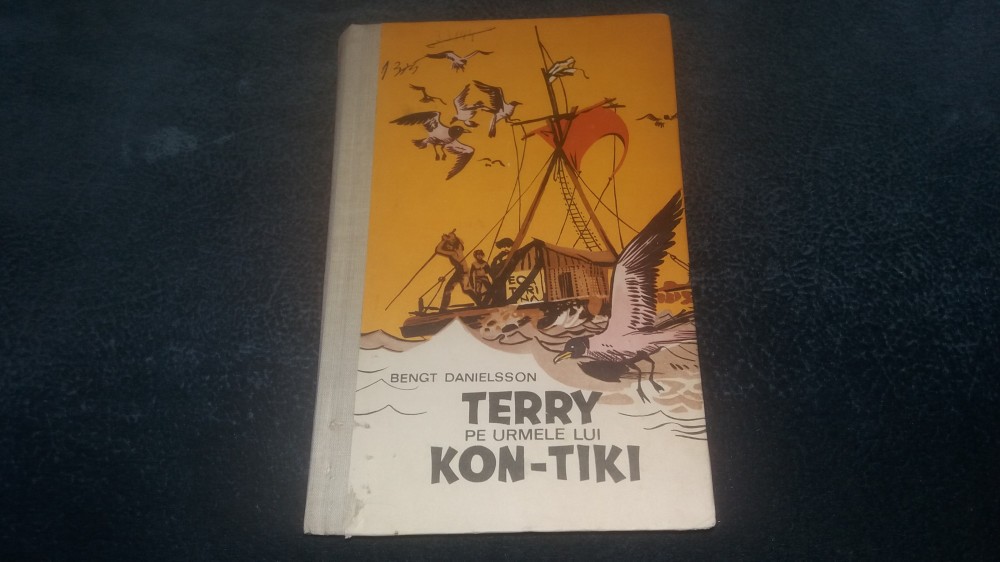 BENGT DANIELSSON
TERRY
PE URMELE LUI
KON-TIKI